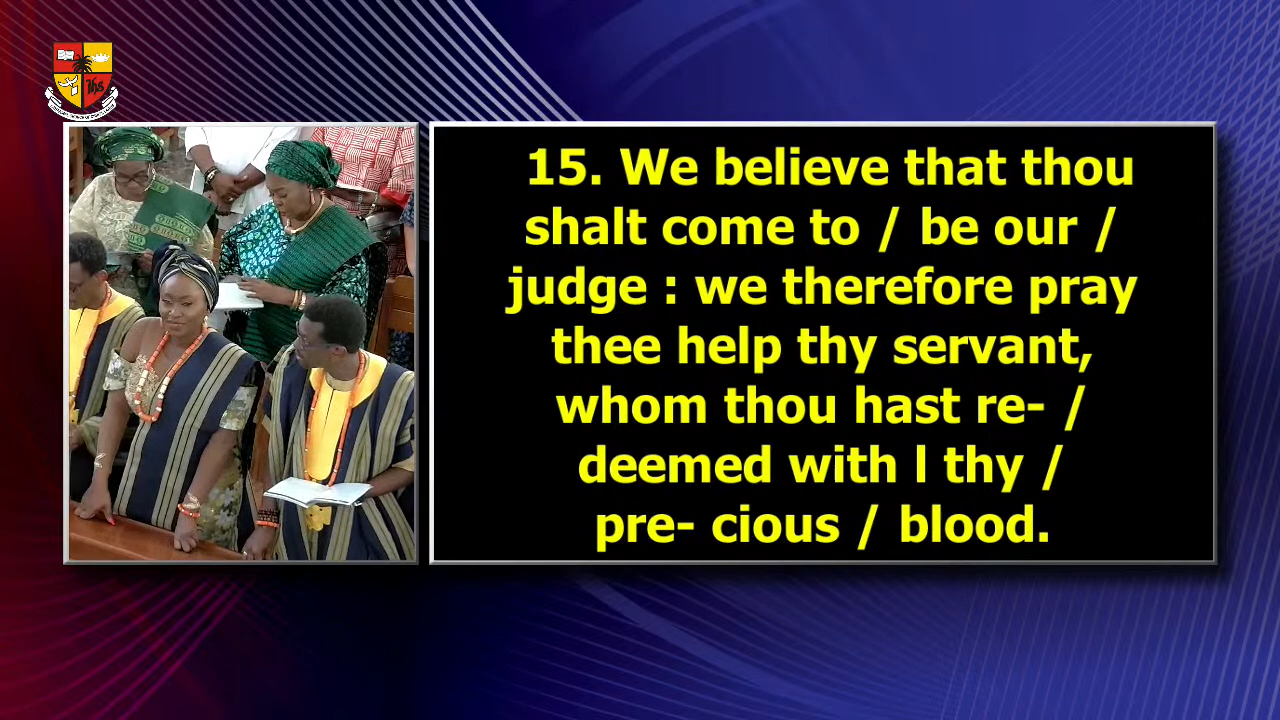 15. We believe that thou
shalt come to / be our /
judge : we therefore pray
thee help thy servant,
whom thou hast re- /
deemed with l thy /
pre- cious / blood.